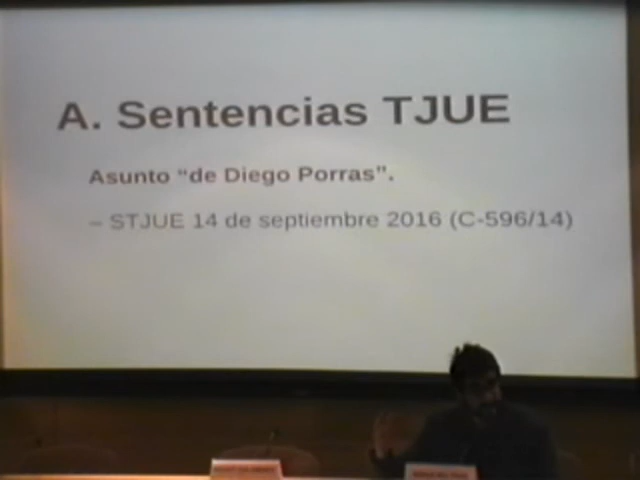 A. Sentencias TJUE
Asunto “de Diego Porras”.
– STJUE 14 de septiembre 2016 (C-596/14)